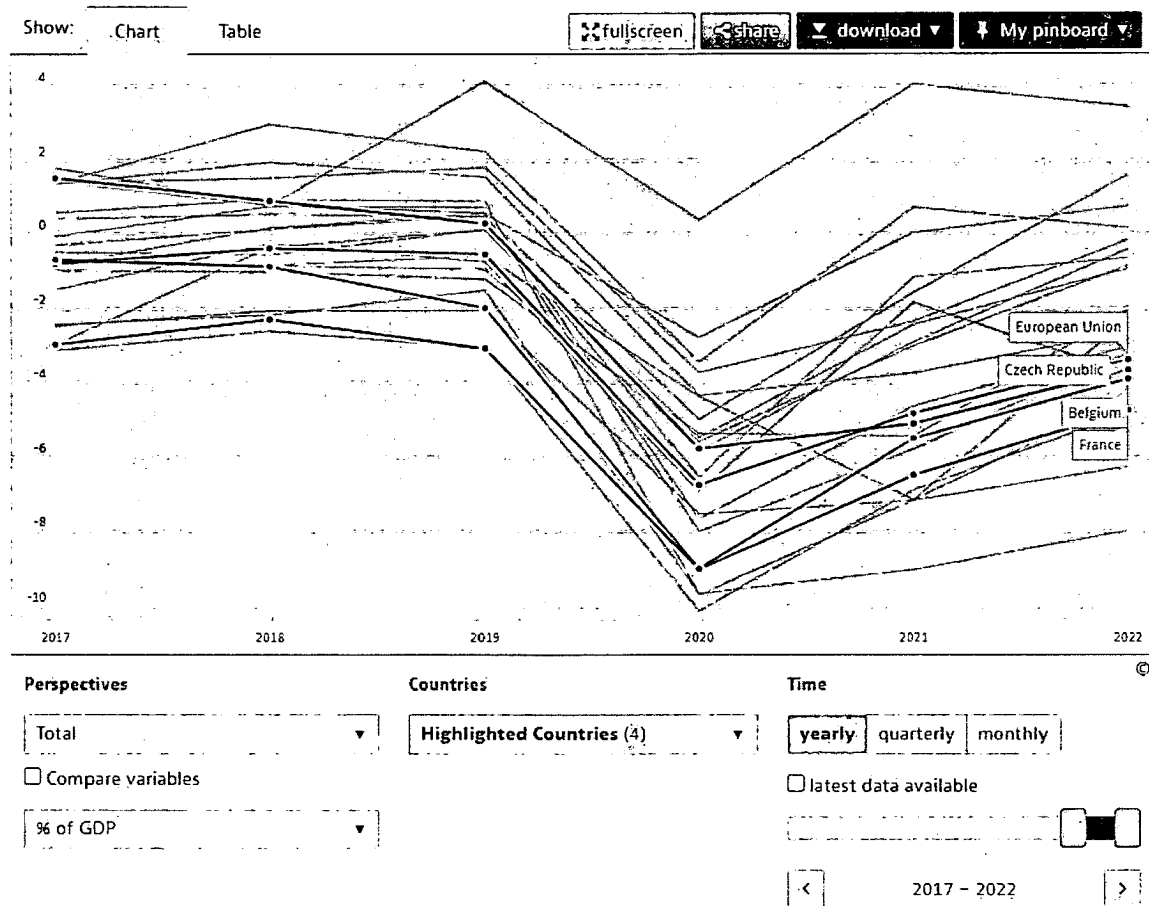 Show: Chart Table fullscreen share download ▼ My pinboard ▼
4
2
0
-2
-4
-6
-8
-10
European Union
Czech Republic
Belgium
France
2017 2018 2019 2020 2021 2022
©
Perspectives Countries Time
Total ▼ Highlighted Countries (4) ▼ yearly quarterly monthly
Compare variables
latest data available
% of GDP ▼
< 2017 – 2022 >